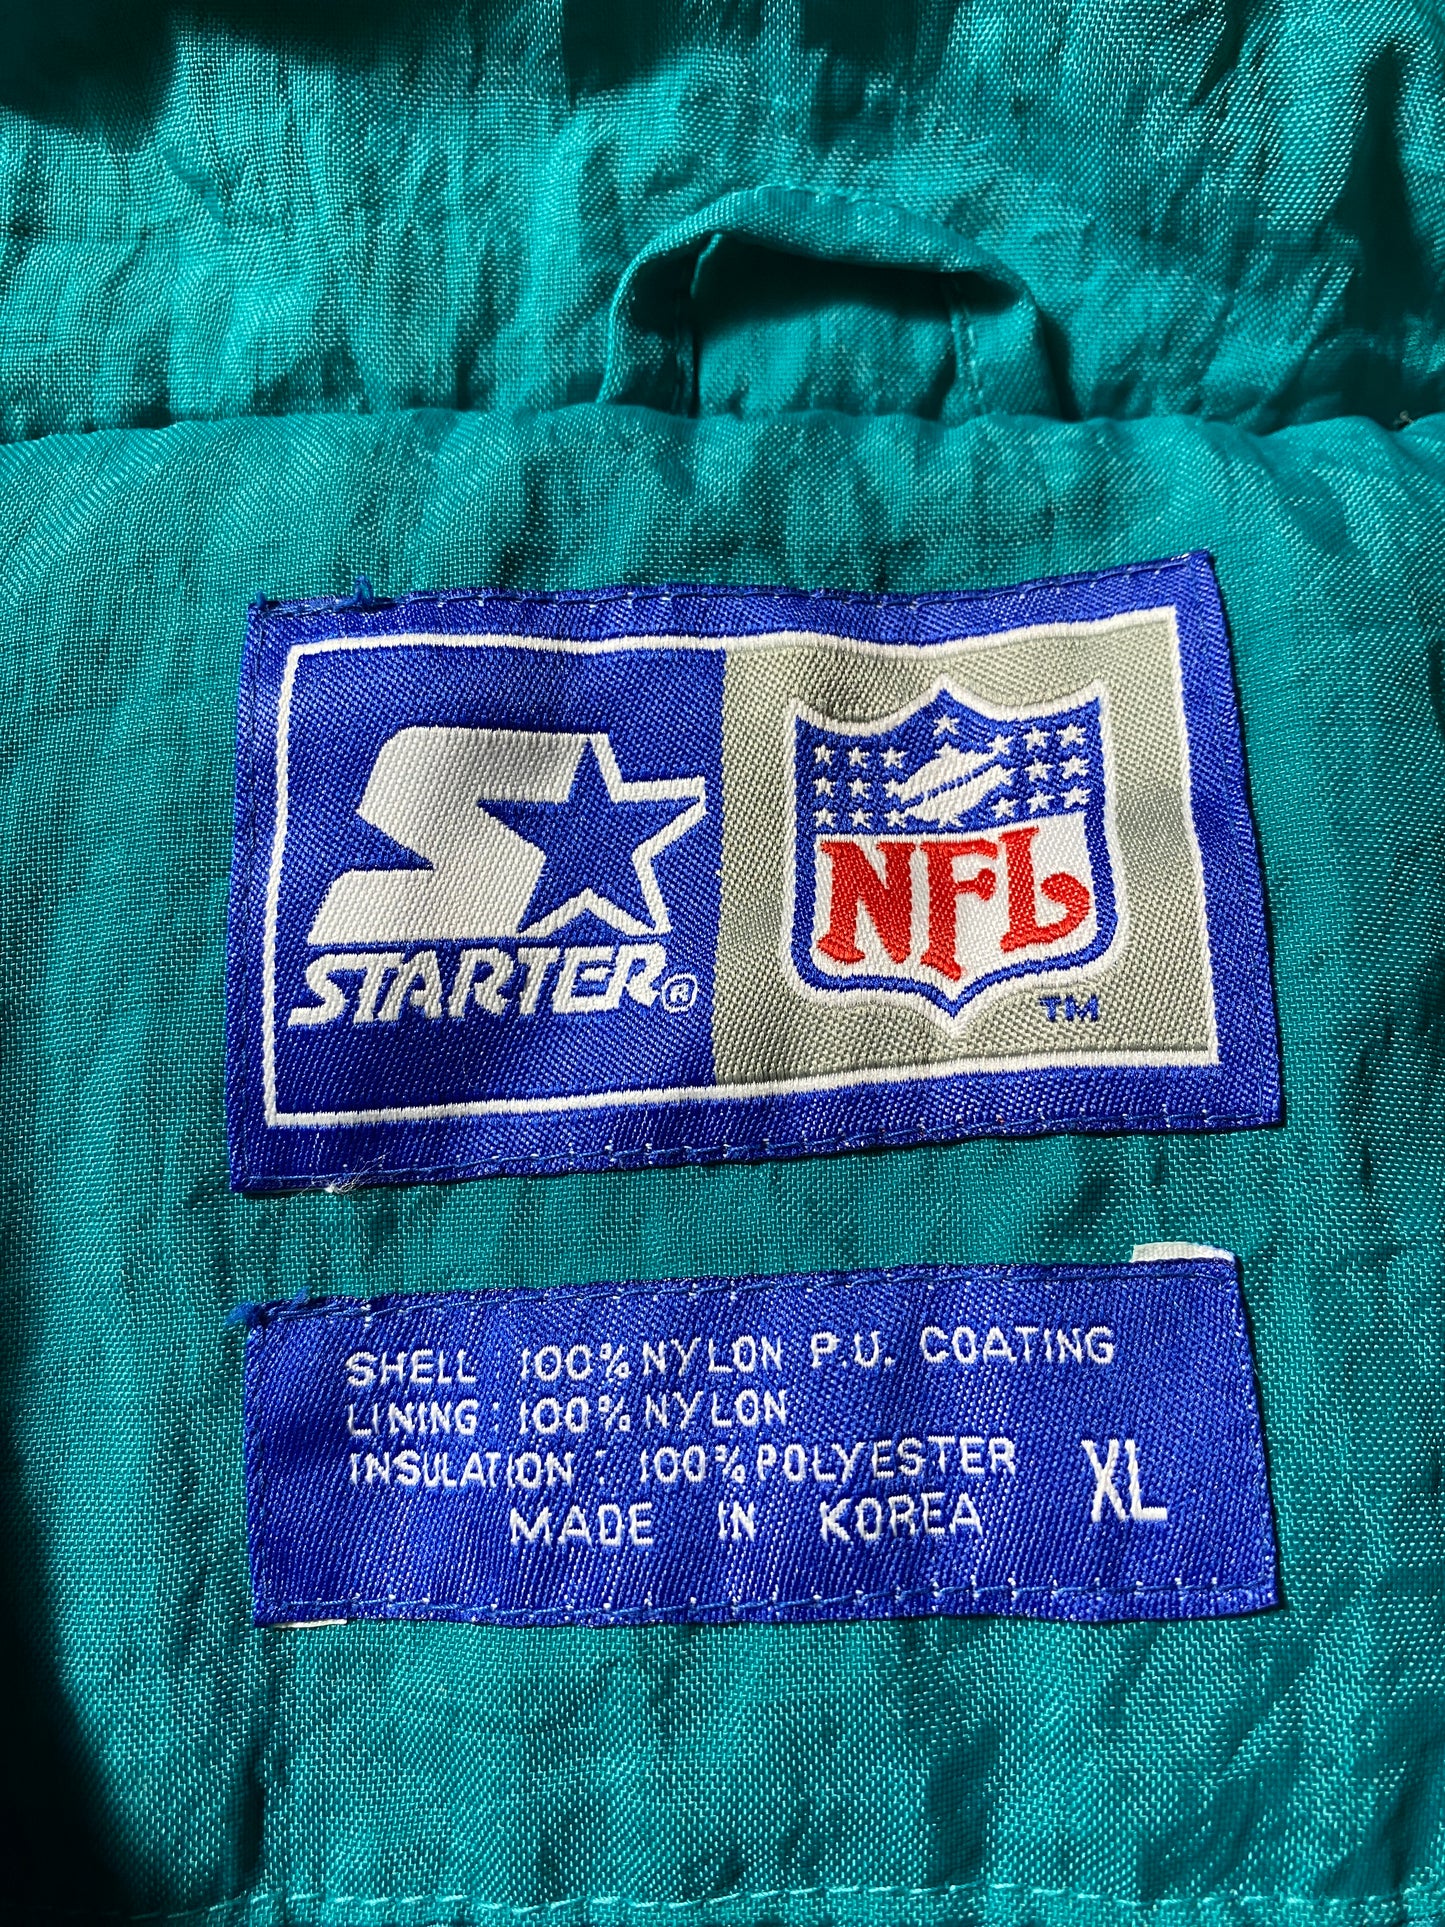 STARTER®
NFL
TM
SHELL : 100% NYLON P.U. COATING
LINING : 100% NYLON
INSULATION : 100% POLYESTER
MADE IN KOREA
XL